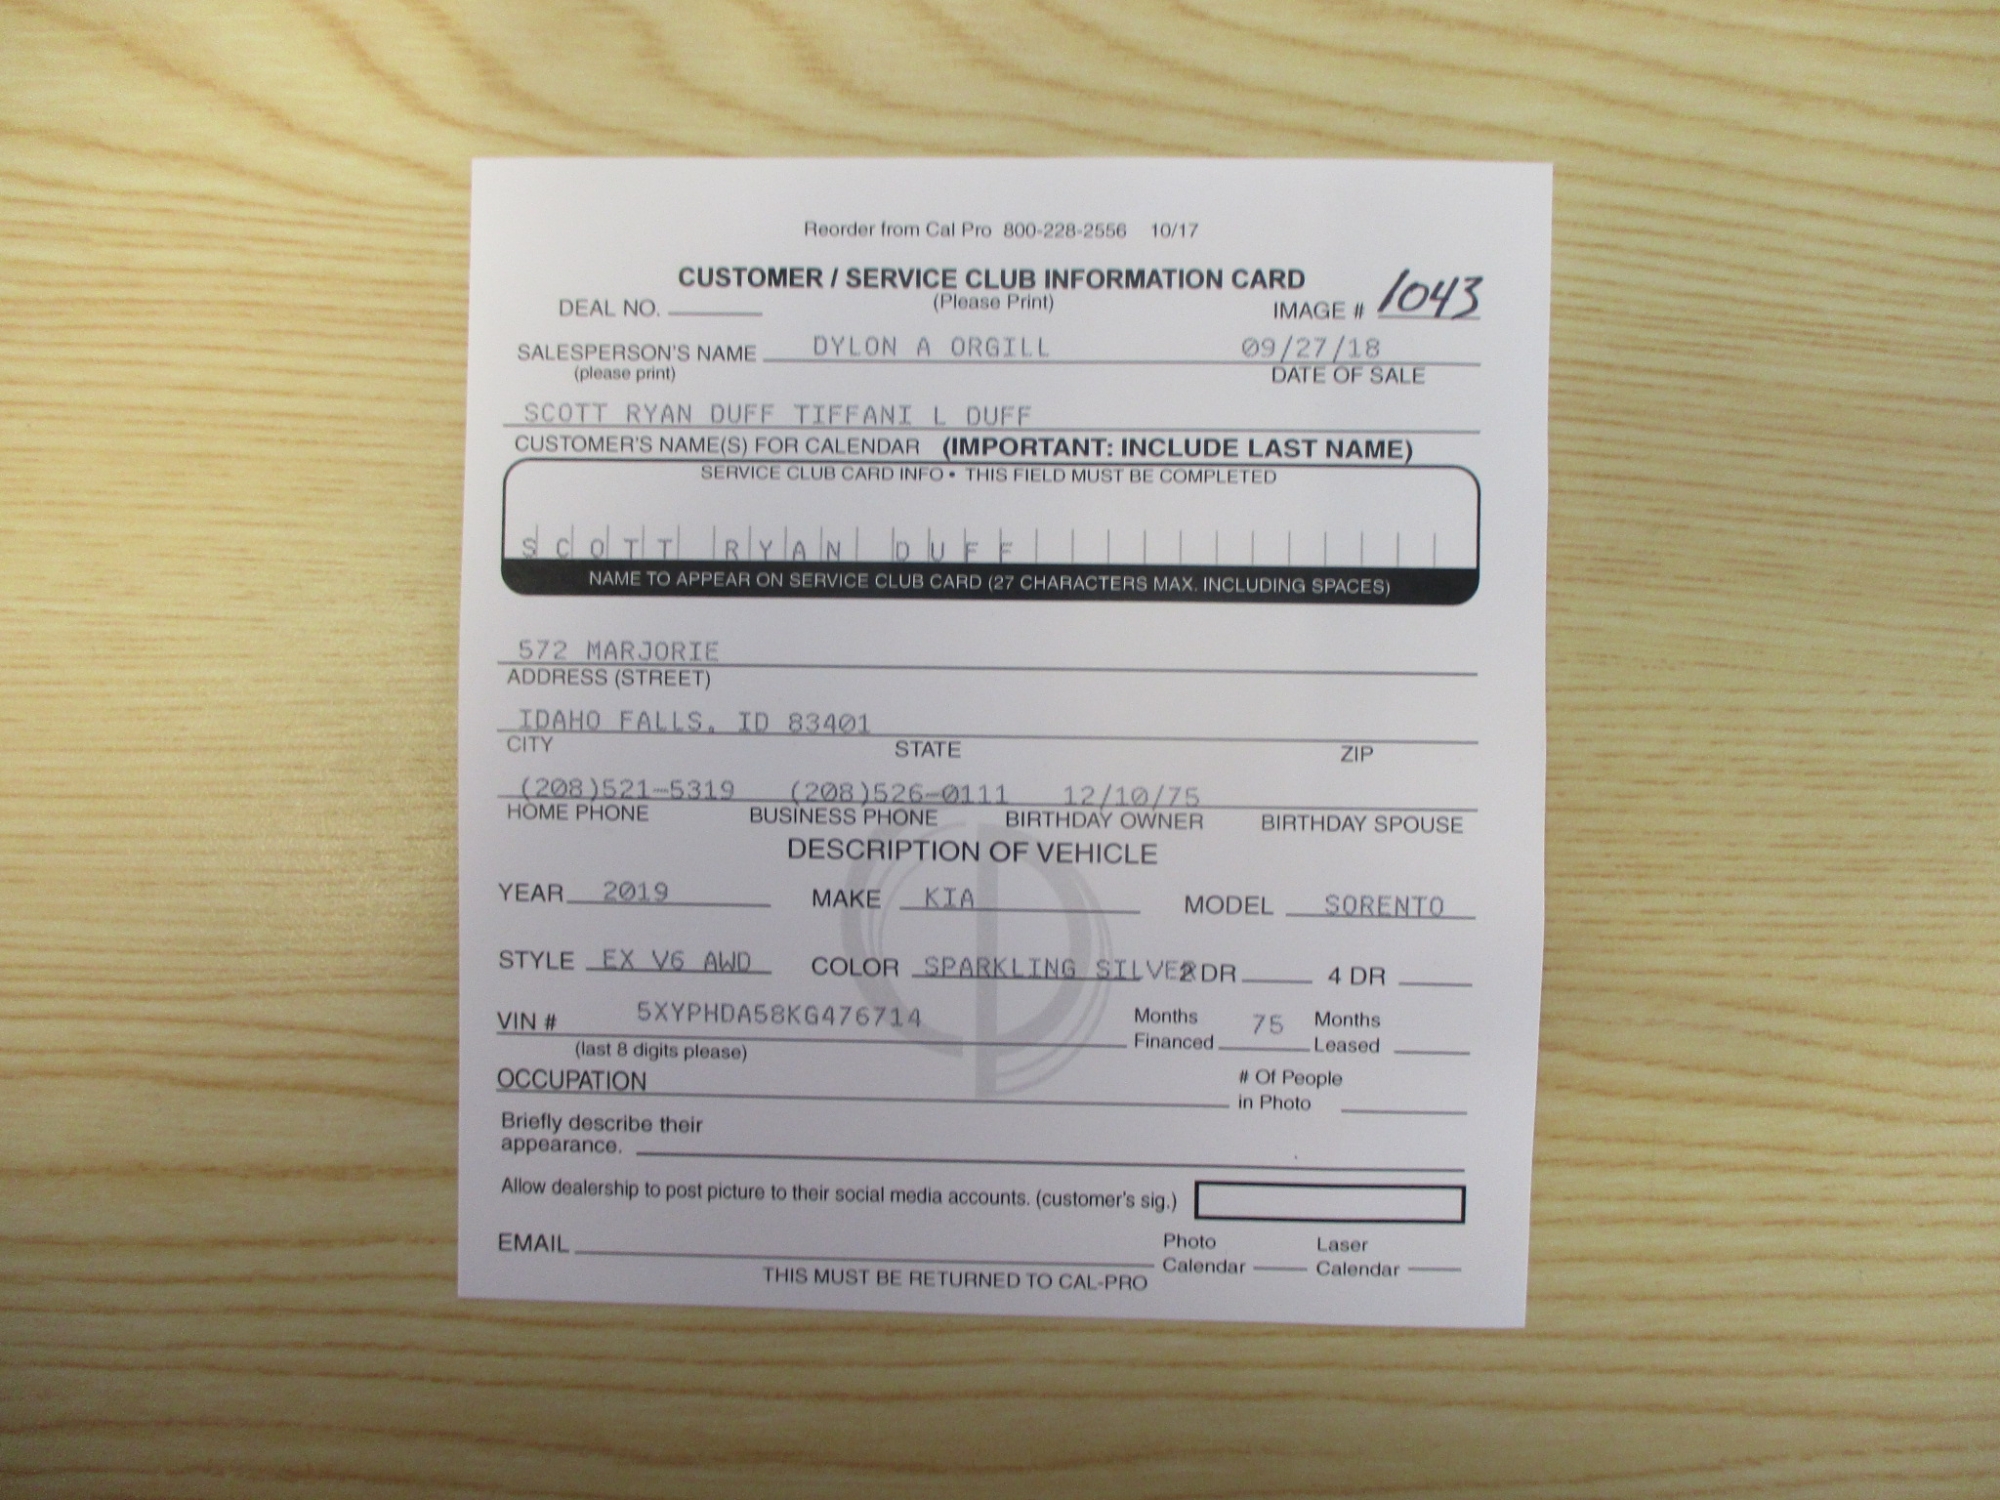 Reorder from Cal Pro 800-228-2556 10/17
CUSTOMER / SERVICE CLUB INFORMATION CARD
(Please Print)
DEAL NO. IMAGE # 1043
SALESPERSON'S NAME DYLON A ORGILL 09/27/18
(please print) DATE OF SALE
SCOTT RYAN DUFF TIFFANI L DUFF
CUSTOMER'S NAME(S) FOR CALENDAR (IMPORTANT: INCLUDE LAST NAME)
SERVICE CLUB CARD INFO • THIS FIELD MUST BE COMPLETED
SCOTT RYAN DUFF
NAME TO APPEAR ON SERVICE CLUB CARD (27 CHARACTERS MAX. INCLUDING SPACES)
572 MARJORIE
ADDRESS (STREET)
IDAHO FALLS, ID 83401
CITY STATE ZIP
(208)521-5319 (208)526-0111 12/10/75
HOME PHONE BUSINESS PHONE BIRTHDAY OWNER BIRTHDAY SPOUSE
DESCRIPTION OF VEHICLE
YEAR 2019 MAKE KIA MODEL SORENTO
STYLE EX V6 AWD COLOR SPARKLING SILVER 2 DR 4 DR
VIN # 5XYPHDA58KG476714 Months Financed 75 Months Leased
(last 8 digits please)
OCCUPATION # Of People in Photo
Briefly describe their
appearance.
Allow dealership to post picture to their social media accounts. (customer's sig.)
EMAIL Photo Calendar Laser Calendar
THIS MUST BE RETURNED TO CAL-PRO